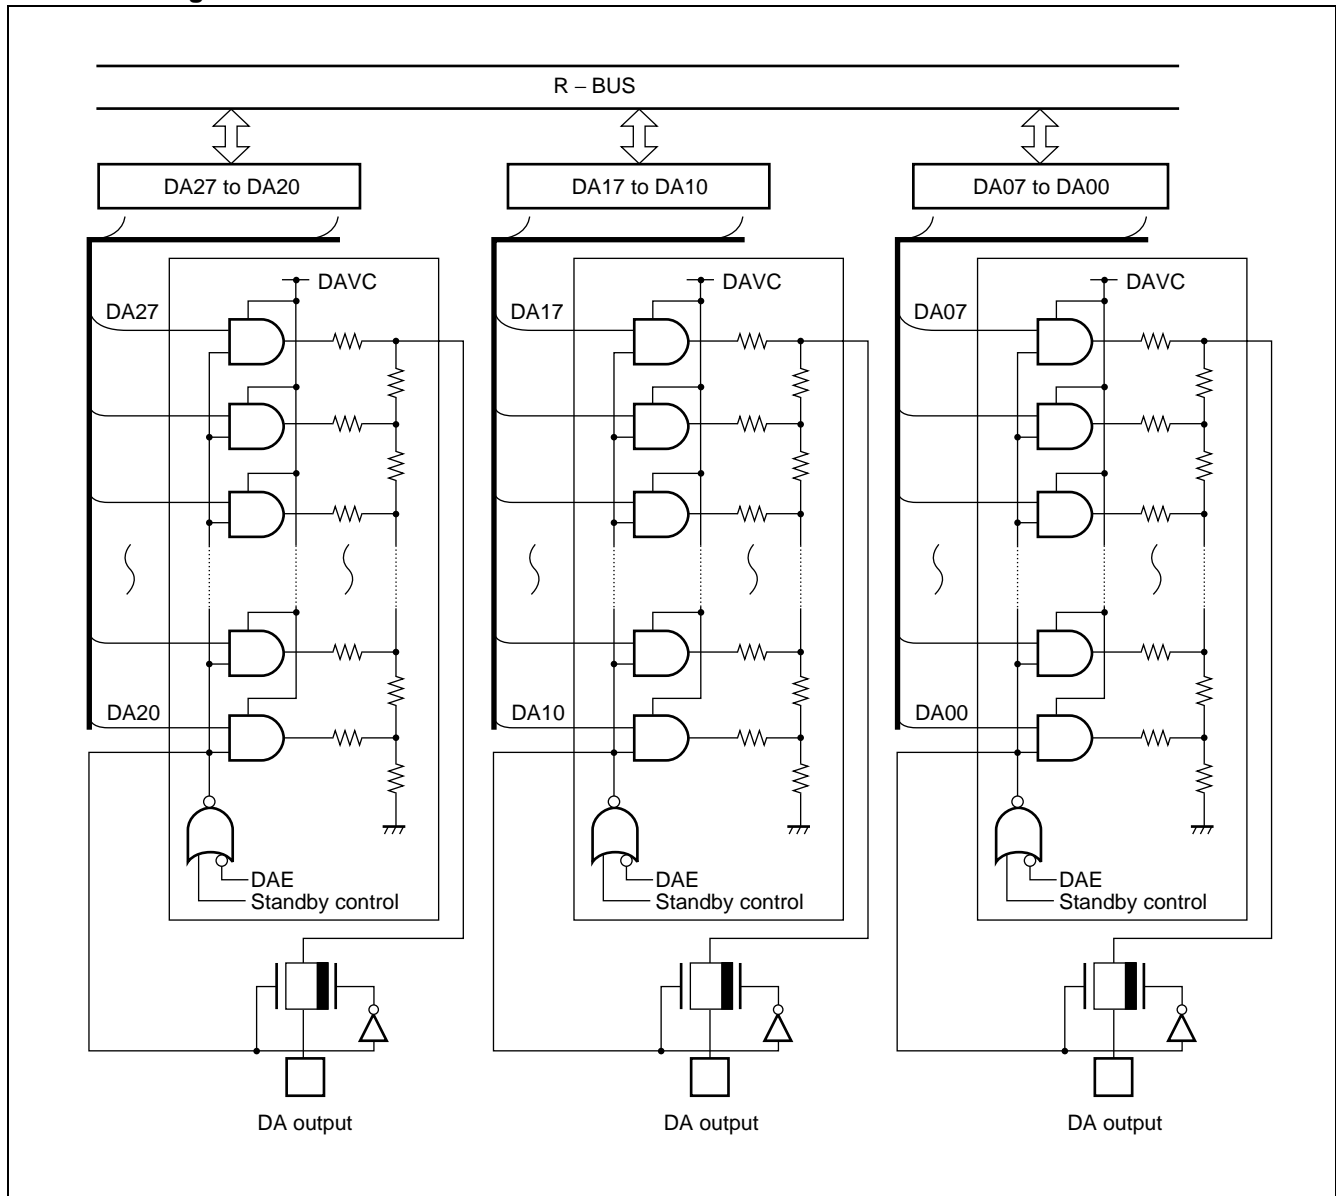 R – BUS
DA27 to DA20
DA17 to DA10
DA07 to DA00
DAVC
DAVC
DAVC
DA27
DA17
DA07
DA20
DA10
DA00
DAE
DAE
DAE
Standby control
Standby control
Standby control
DA output
DA output
DA output